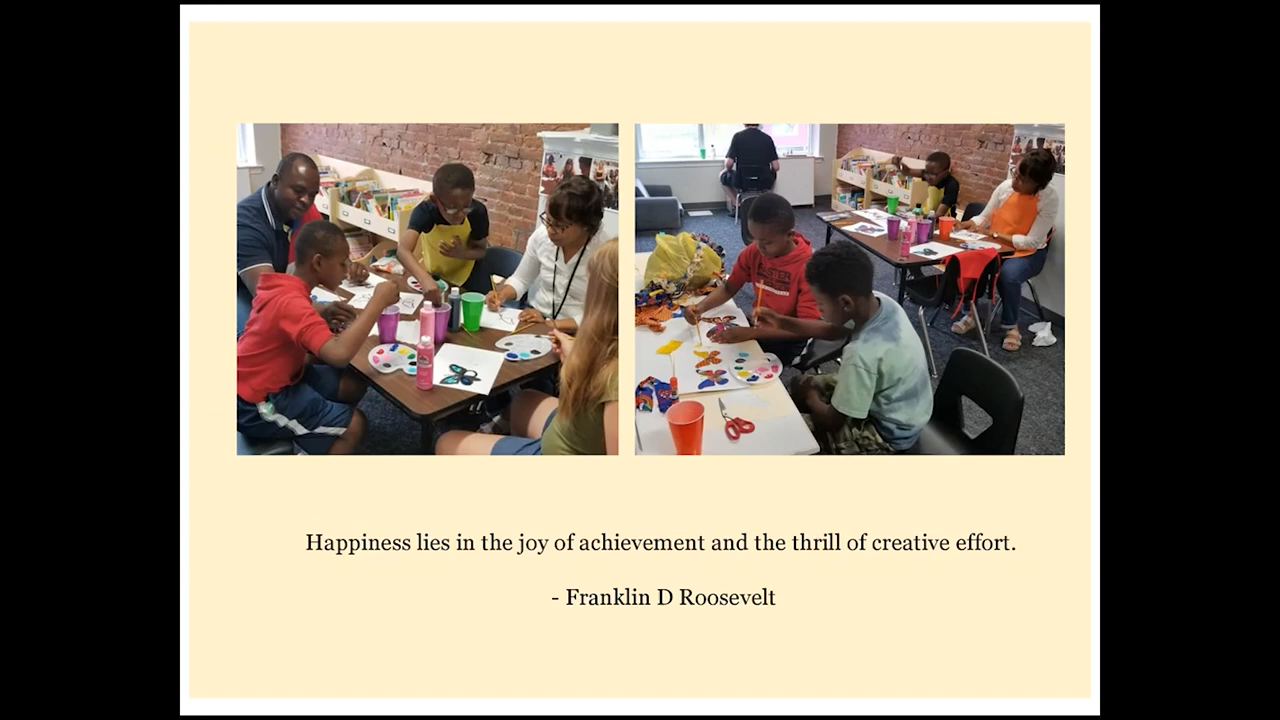 Happiness lies in the joy of achievement and the thrill of creative effort.
- Franklin D Roosevelt